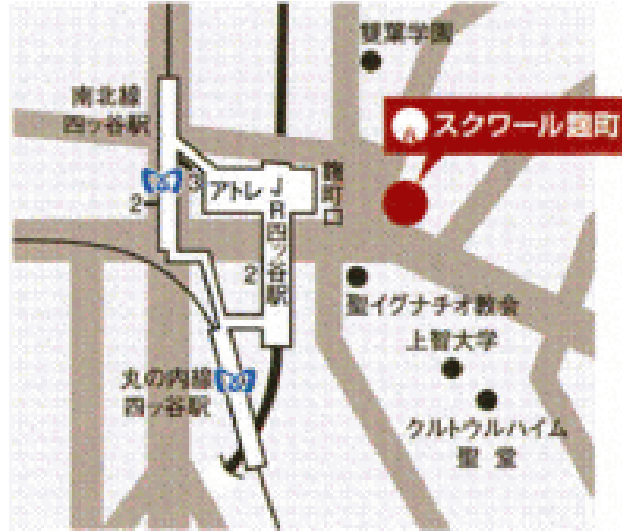 雙葉学園
南北線
四ッ谷駅
スクワール麹町
麹町口
3
アトレ
JR四ッ谷駅
2
2
聖イグナチオ教会
上智大学
丸の内線
四ッ谷駅
クルトゥルハイム
聖堂